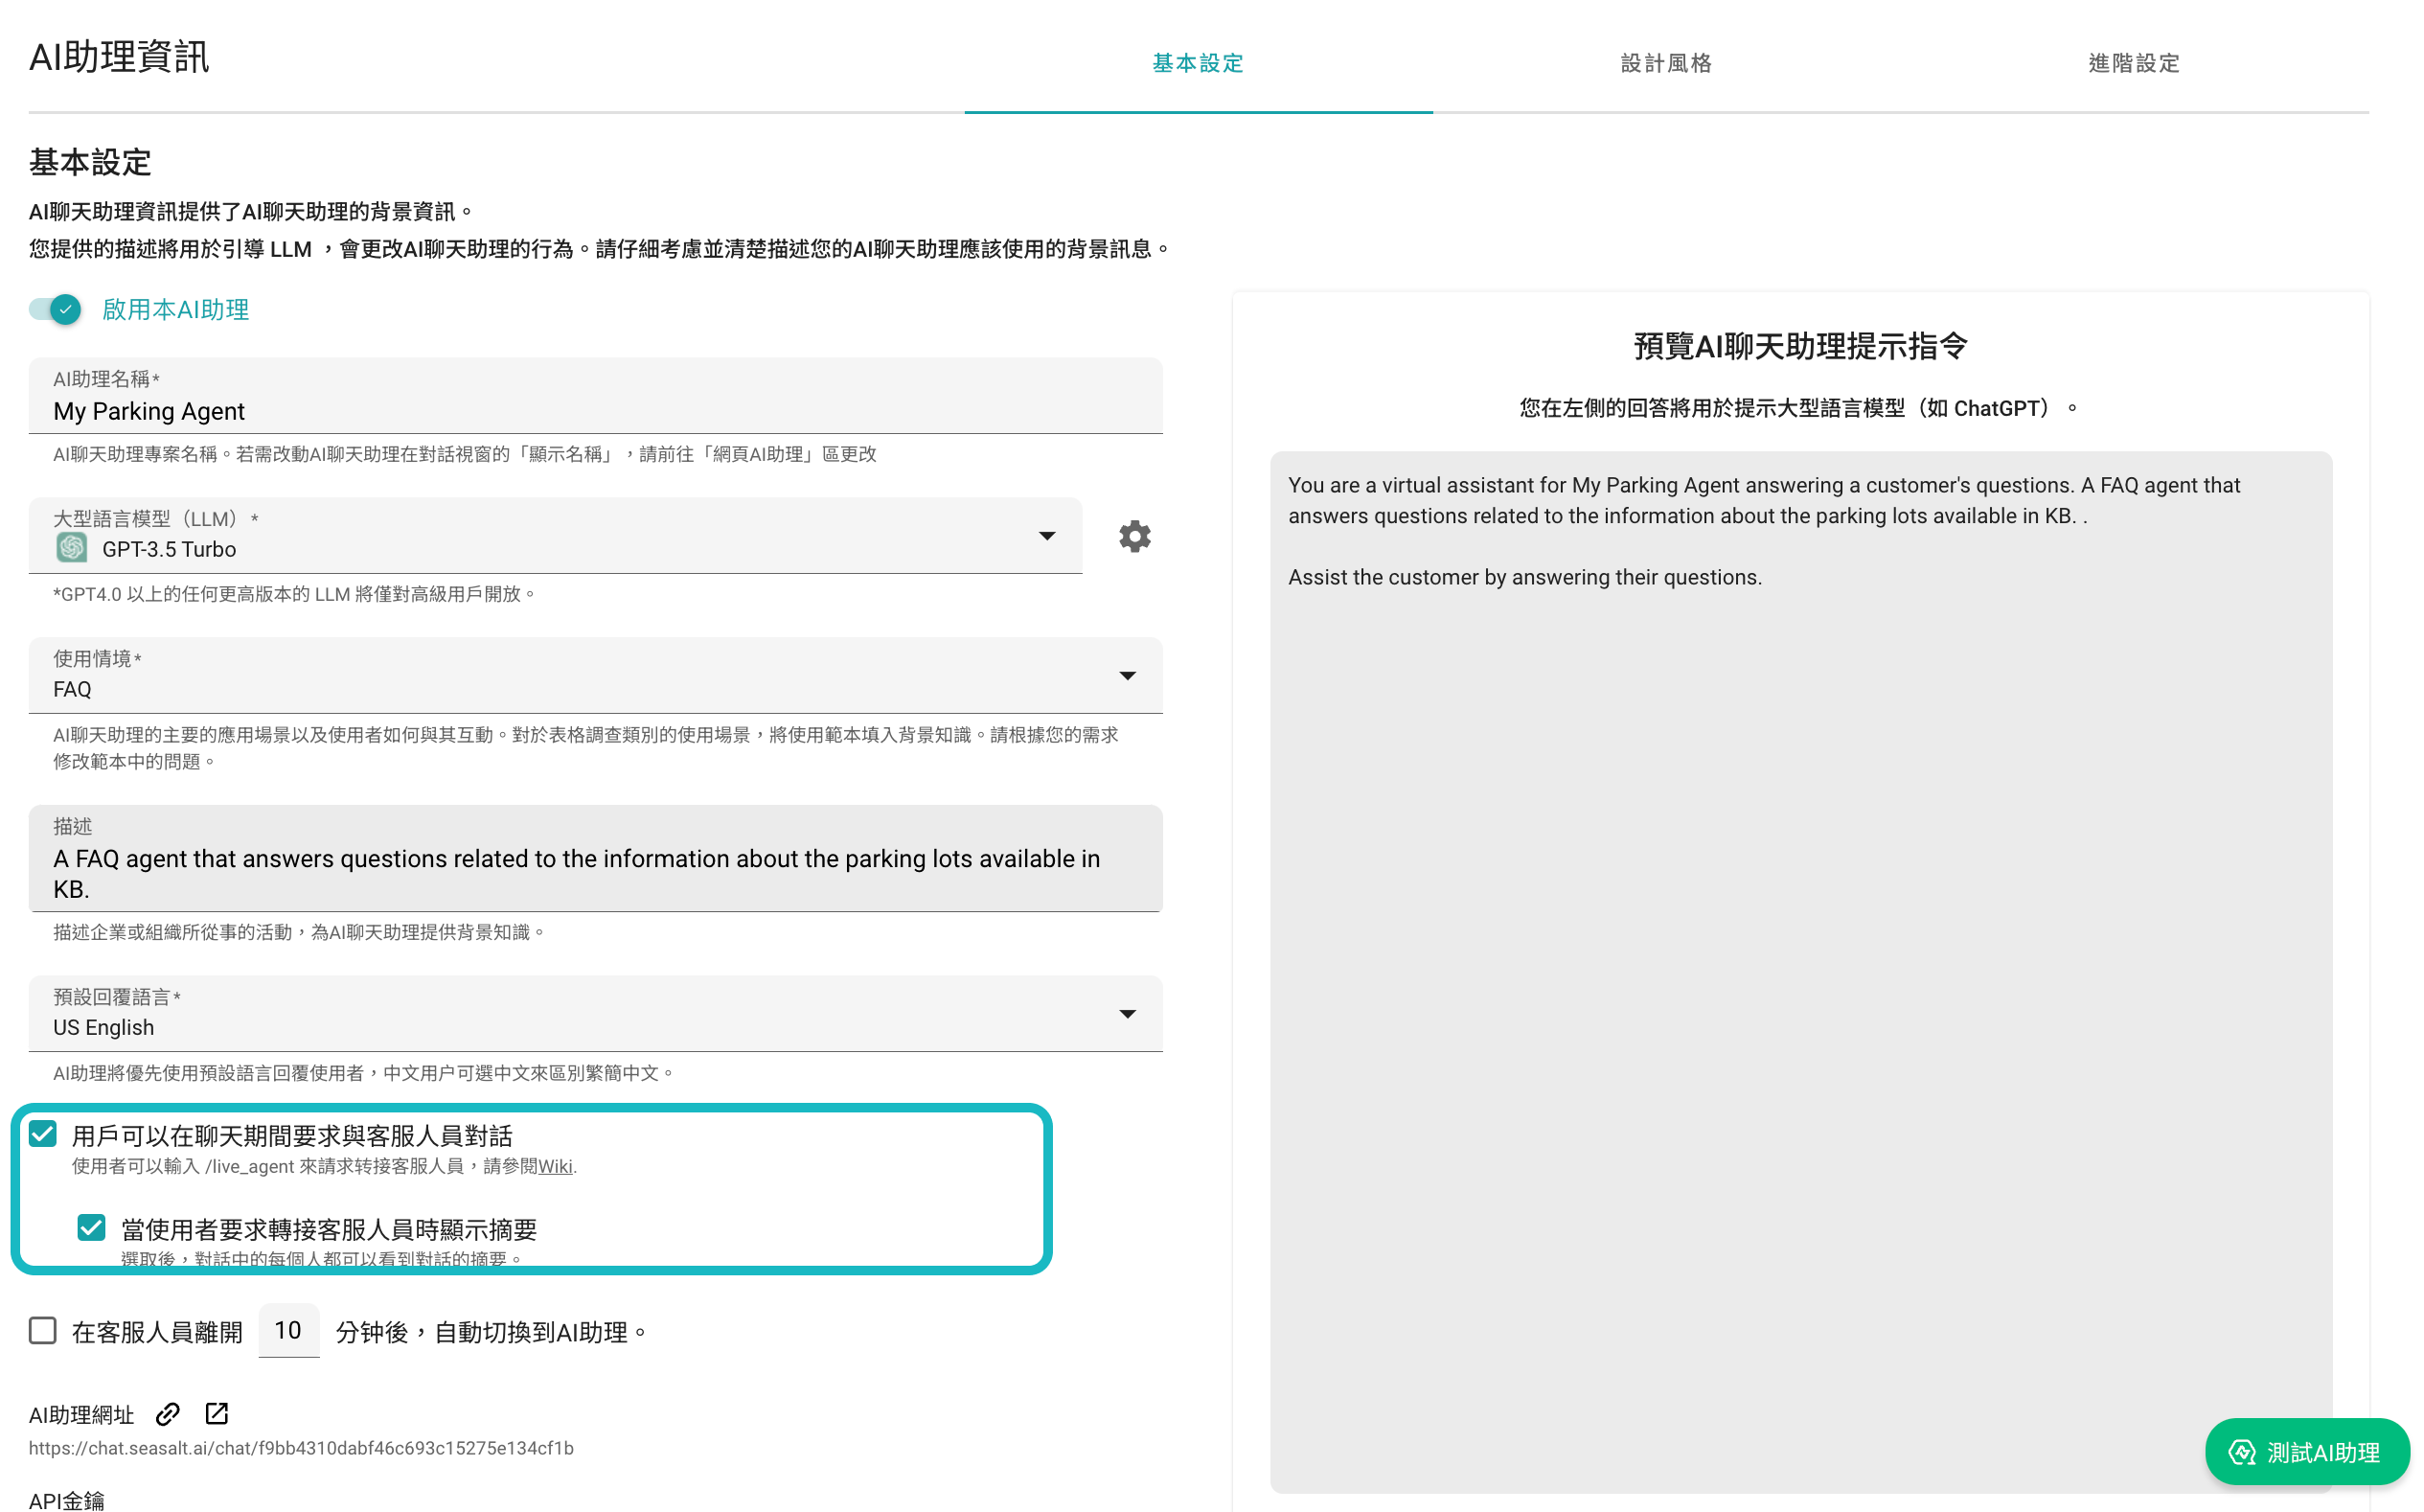 AI助理資訊
基本設定
設計風格
進階設定
基本設定
AI聊天助理資訊提供了AI聊天助理的背景資訊。
您提供的描述將用於引導 LLM ，會更改AI聊天助理的行為。請仔細考慮並清楚描述您的AI聊天助理應該使用的背景訊息。
啟用本AI助理
AI助理名稱*
My Parking Agent
AI聊天助理專案名稱。若需改動AI聊天助理在對話視窗的「顯示名稱」，請前往「網頁AI助理」區更改
大型語言模型（LLM）*
GPT-3.5 Turbo
*GPT4.0 以上的任何更高版本的 LLM 將僅對高級用戶開放。
使用情境*
FAQ
AI聊天助理的主要的應用場景以及使用者如何與其互動。對於表格調查類別的使用場景，將使用範本填入背景知識。請根據您的需求
修改範本中的問題。
描述
A FAQ agent that answers questions related to the information about the parking lots available in
KB.
描述企業或組織所從事的活動，為AI聊天助理提供背景知識。
預設回覆語言*
US English
AI助理將優先使用預設語言回覆使用者，中文用户可選中文來區別繁簡中文。
用戶可以在聊天期間要求與客服人員對話
使用者可以輸入 /live_agent 來請求转接客服人員，請參閱Wiki.
當使用者要求轉接客服人員時顯示摘要
選取後，對話中的每個人都可以看到對話的摘要。
在客服人員離開 10 分钟後，自動切換到AI助理。
AI助理網址
https://chat.seasalt.ai/chat/f9bb4310dabf46c693c15275e134cf1b
API金鑰
預覽AI聊天助理提示指令
您在左側的回答將用於提示大型語言模型（如 ChatGPT）。
You are a virtual assistant for My Parking Agent answering a customer's questions. A FAQ agent that
answers questions related to the information about the parking lots available in KB. .
Assist the customer by answering their questions.
測試AI助理